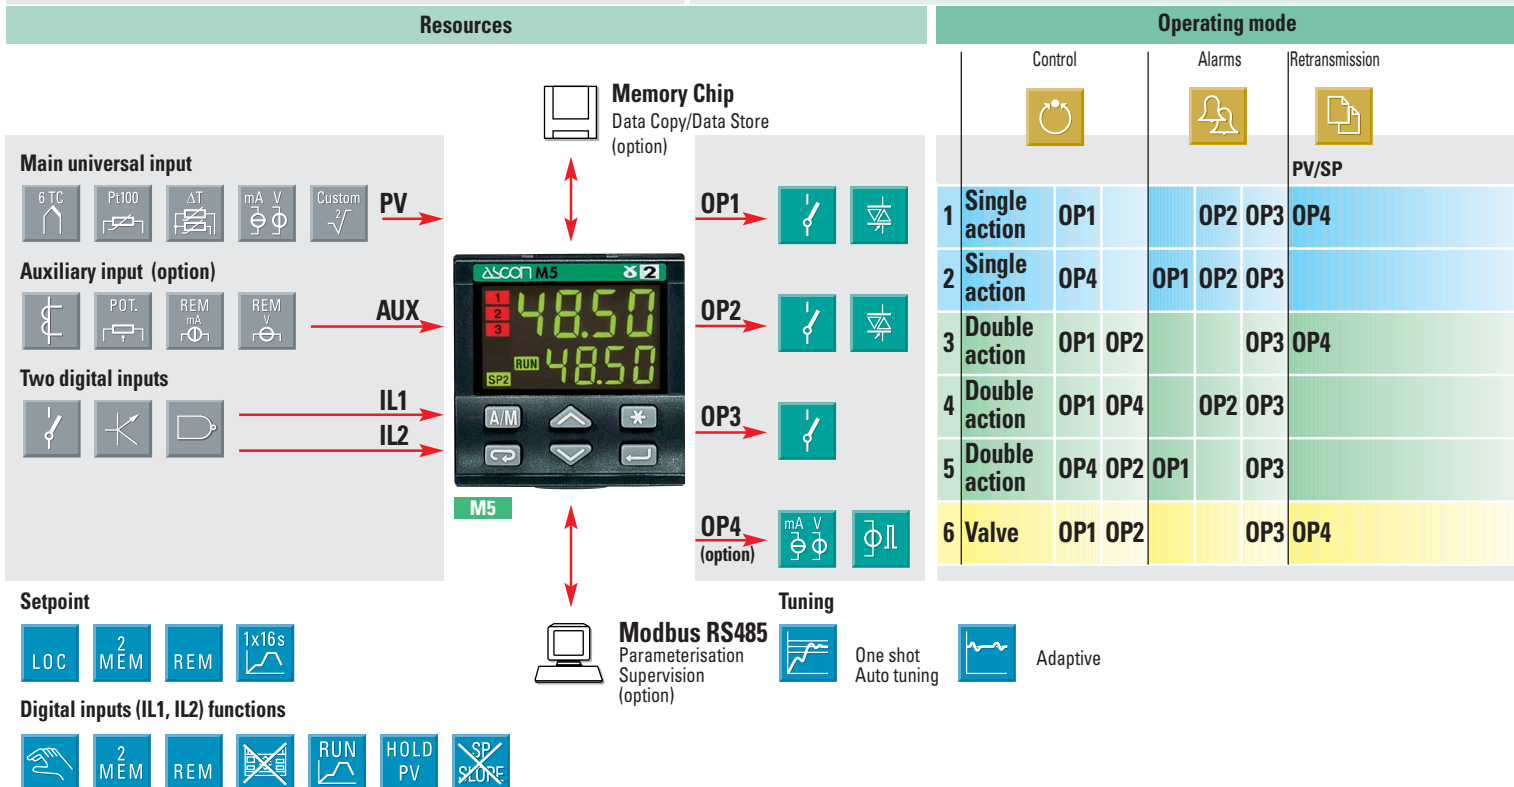 Resources
Operating mode
Control
Alarms
Retransmission
Memory Chip
Data Copy/Data Store
(option)
Main universal input
PV/SP
6 TC
Pt100
ΔT
mA V
Custom
2
PV
OP1
1 Single action OP1 OP2 OP3 OP4
Auxiliary input (option)
ASCON M5
2
2 Single action OP4 OP1 OP2 OP3
POT.
REM mA
REM V
AUX
1
2
3
48.50
OP2
3 Double action OP1 OP2 OP3 OP4
RUN
48.50
SP2
Two digital inputs
IL1
IL2
A/M
*
OP3
4 Double action OP1 OP4 OP2 OP3
5 Double action OP4 OP2 OP1 OP3
M5
OP4
(option)
mA V
6 Valve OP1 OP2 OP3 OP4
Setpoint
LOC
2 MEM
REM
1x16s
Modbus RS485
Parameterisation
Supervision
(option)
Tuning
One shot
Auto tuning
Adaptive
Digital inputs (IL1, IL2) functions
2 MEM
REM
RUN
HOLD PV
SP SLOPE